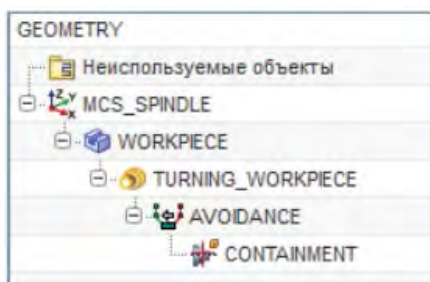 GEOMETRY
Неиспользуемые объекты
MCS_SPINDLE
WORKPIECE
TURNING_WORKPIECE
AVOIDANCE
CONTAINMENT